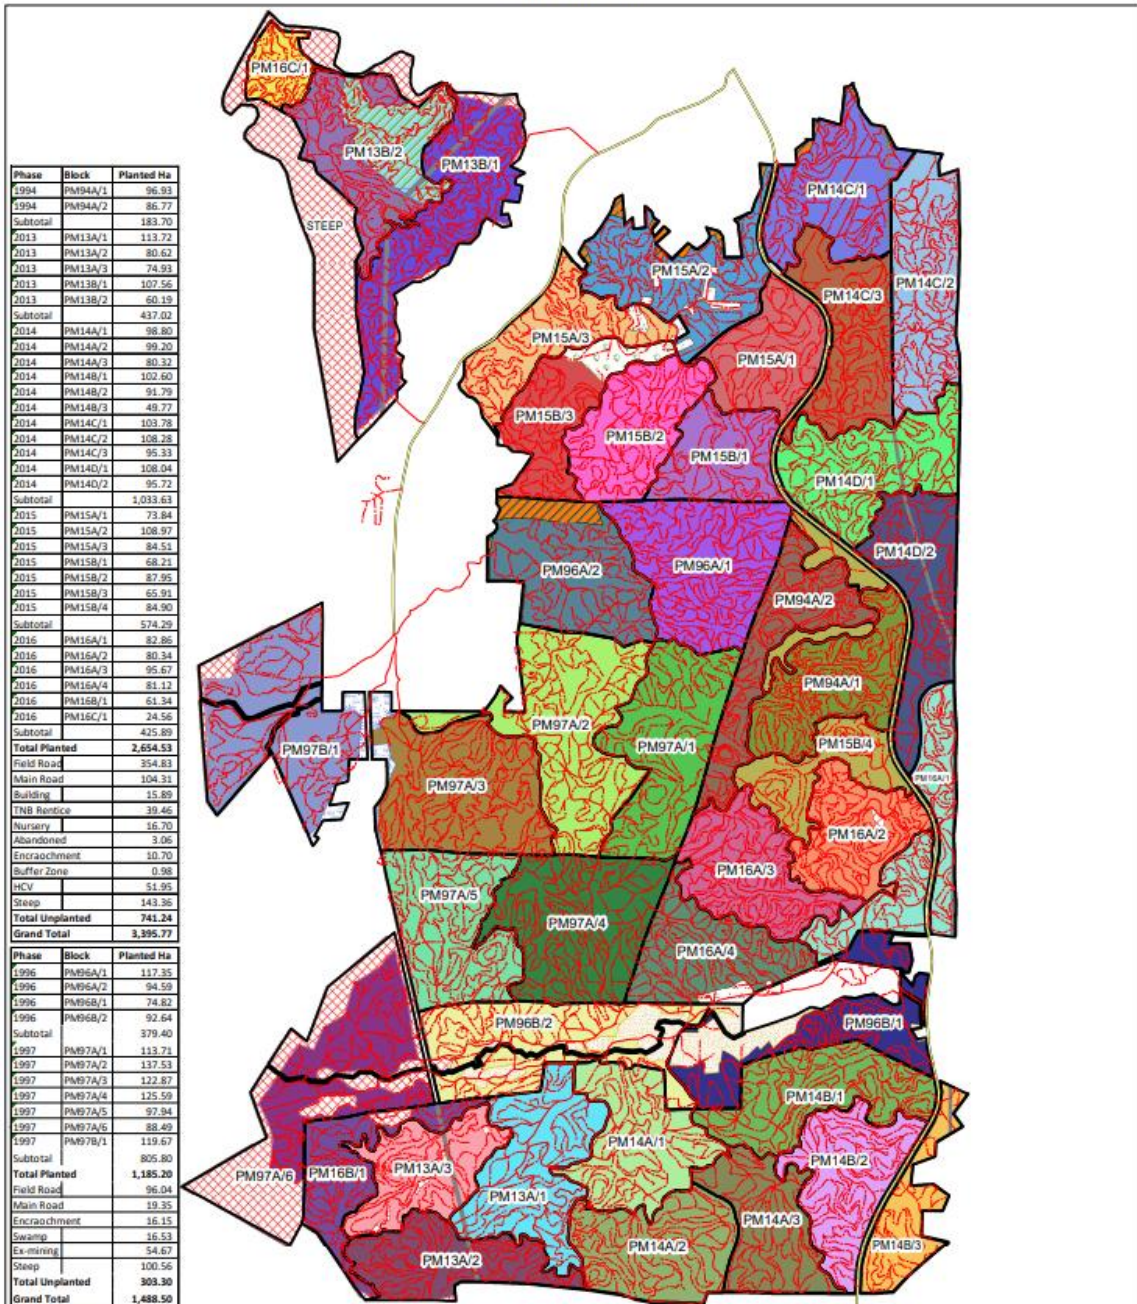 Phase Block Planted Ha
1994 PM94A/1 96.93
1994 PM94A/2 86.77
Subtotal 183.70
2013 PM13A/1 113.72
2013 PM13A/2 80.62
2013 PM13A/3 74.93
2013 PM13B/1 107.56
2013 PM13B/2 60.19
Subtotal 437.02
2014 PM14A/1 98.80
2014 PM14A/2 99.20
2014 PM14A/3 80.32
2014 PM14B/1 102.60
2014 PM14B/2 91.79
2014 PM14B/3 49.77
2014 PM14C/1 103.78
2014 PM14C/2 108.28
2014 PM14C/3 95.33
2014 PM14D/1 108.04
2014 PM14D/2 95.72
Subtotal 1,033.63
2015 PM15A/1 73.84
2015 PM15A/2 108.97
2015 PM15A/3 84.51
2015 PM15B/1 68.21
2015 PM15B/2 87.95
2015 PM15B/3 65.91
2015 PM15B/4 84.90
Subtotal 574.29
2016 PM16A/1 82.86
2016 PM16A/2 80.34
2016 PM16A/3 95.67
2016 PM16A/4 81.12
2016 PM16B/1 61.34
2016 PM16C/1 24.56
Subtotal 425.89
Total Planted 2,654.53
Field Road 354.83
Main Road 104.31
Building 15.89
TNB Rentice 39.46
Nursery 16.70
Abandoned 3.06
Encraochment 10.70
Buffer Zone 0.98
HCV 51.95
Steep 143.36
Total Unplanted 741.24
Grand Total 3,395.77
Phase Block Planted Ha
1996 PM96A/1 117.35
1996 PM96A/2 94.59
1996 PM96B/1 74.82
1996 PM96B/2 92.64
Subtotal 379.40
1997 PM97A/1 113.71
1997 PM97A/2 137.53
1997 PM97A/3 122.87
1997 PM97A/4 125.59
1997 PM97A/5 97.94
1997 PM97A/6 88.49
1997 PM97B/1 119.67
Subtotal 805.80
Total Planted 1,185.20
Field Road 96.04
Main Road 19.35
Encraochment 16.15
Swamp 16.53
Ex-mining 54.67
Steep 100.56
Total Unplanted 303.30
Grand Total 1,488.50
PM16C/1
PM13B/2
PM13B/1
STEEP
PM14C/1
PM15A/2
PM14C/2
PM14C/3
PM15A/3
PM15A/1
PM15B/3
PM15B/2
PM15B/1
PM14D/1
PM14D/2
PM96A/2
PM96A/1
PM94A/2
PM94A/1
PM97A/2
PM97A/1
PM15B/4
PM97B/1
PM97A/3
PM16A/1
PM16A/2
PM16A/3
PM97A/5
PM97A/4
PM16A/4
PM96B/2
PM96B/1
PM14B/1
PM14A/1
PM14B/2
PM97A/6
PM16B/1
PM13A/3
PM13A/1
PM14A/3
PM14A/2
PM14B/3
PM13A/2